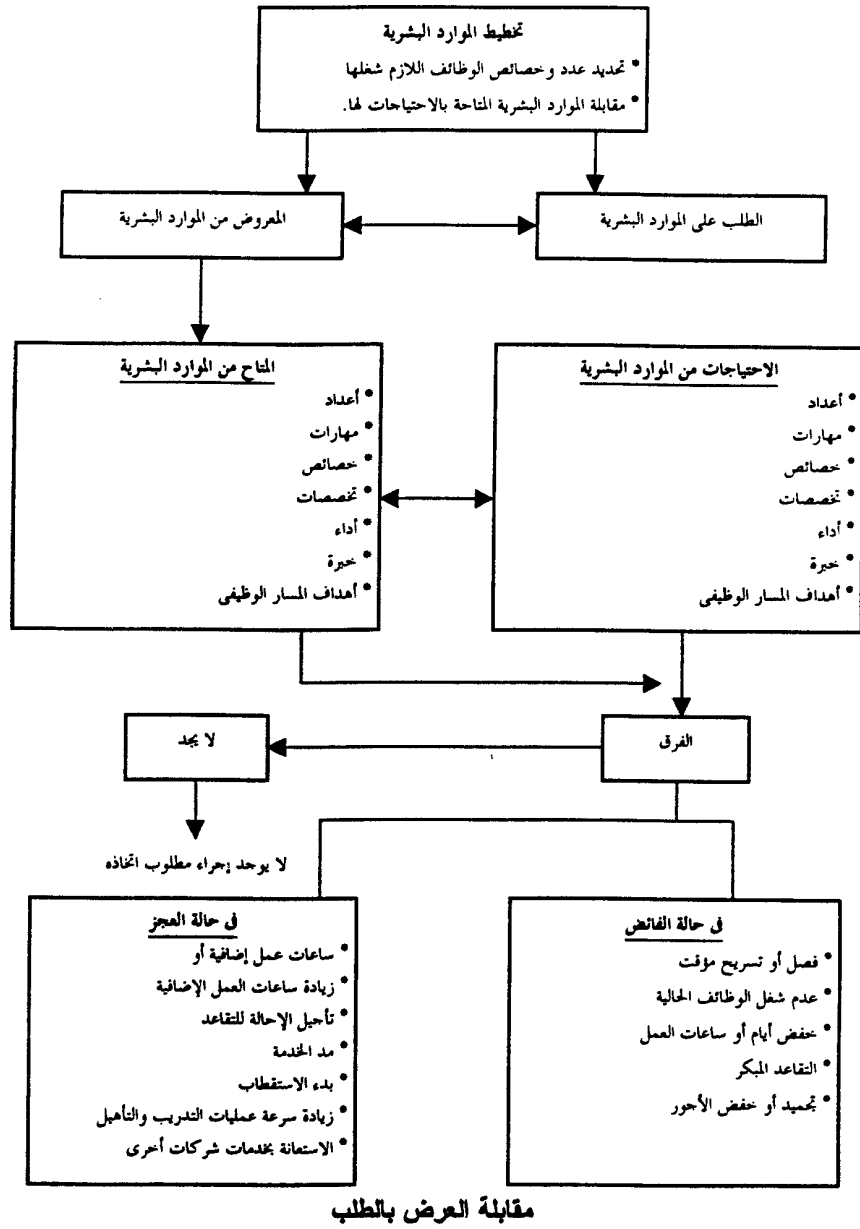 تخطيط الموارد البشرية
* تحديد عدد وخصائص الوظائف اللازم شغلها
* مقابلة الموارد البشرية المتاحة بالاحتياجات لها.
الطلب على الموارد البشرية
المعروض من الموارد البشرية
الاحتياجات من الموارد البشرية
* أعداد
* مهارات
* خصائص
* تخصصات
* أداء
* خبرة
* أهداف المسار الوظيفى
المتاح من الموارد البشرية
* أعداد
* مهارات
* خصائص
* تخصصات
* أداء
* خبرة
* أهداف المسار الوظيفى
الفرق
لا يجد
لا يوجد إجراء مطلوب اتخاذه
فى حالة الفائض
* فصل أو تسريح مؤقت
* عدم شغل الوظائف الحالية
* خفض أيام أو ساعات العمل
* التقاعد المبكر
* تجميد أو خفض الأجور
فى حالة العجز
* ساعات عمل إضافية أو
* زيادة ساعات العمل الإضافية
* تأجيل الإحالة للتقاعد
* مد الخدمة
* بدء الاستقطاب
* زيادة سرعة عمليات التدريب والتأهيل
* الاستعانة بخدمات شركات أخرى
مقابلة العرض بالطلب